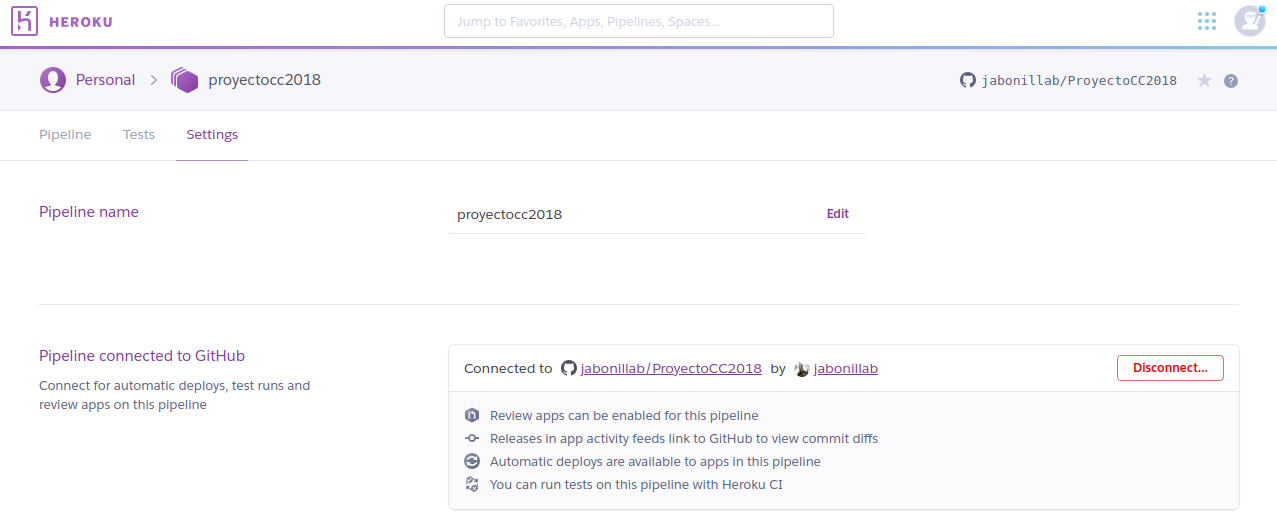 HEROKU
Jump to Favorites, Apps, Pipelines, Spaces...
Personal > proyectocc2018
jabonillab/ProyectoCC2018
?
Pipeline Tests Settings
Pipeline name
proyectocc2018
Edit
Pipeline connected to GitHub
Connect for automatic deploys, test runs and
review apps on this pipeline
Connected to jabonillab/ProyectoCC2018 by jabonillab
Disconnect...
Review apps can be enabled for this pipeline
Releases in app activity feeds link to GitHub to view commit diffs
Automatic deploys are available to apps in this pipeline
You can run tests on this pipeline with Heroku CI